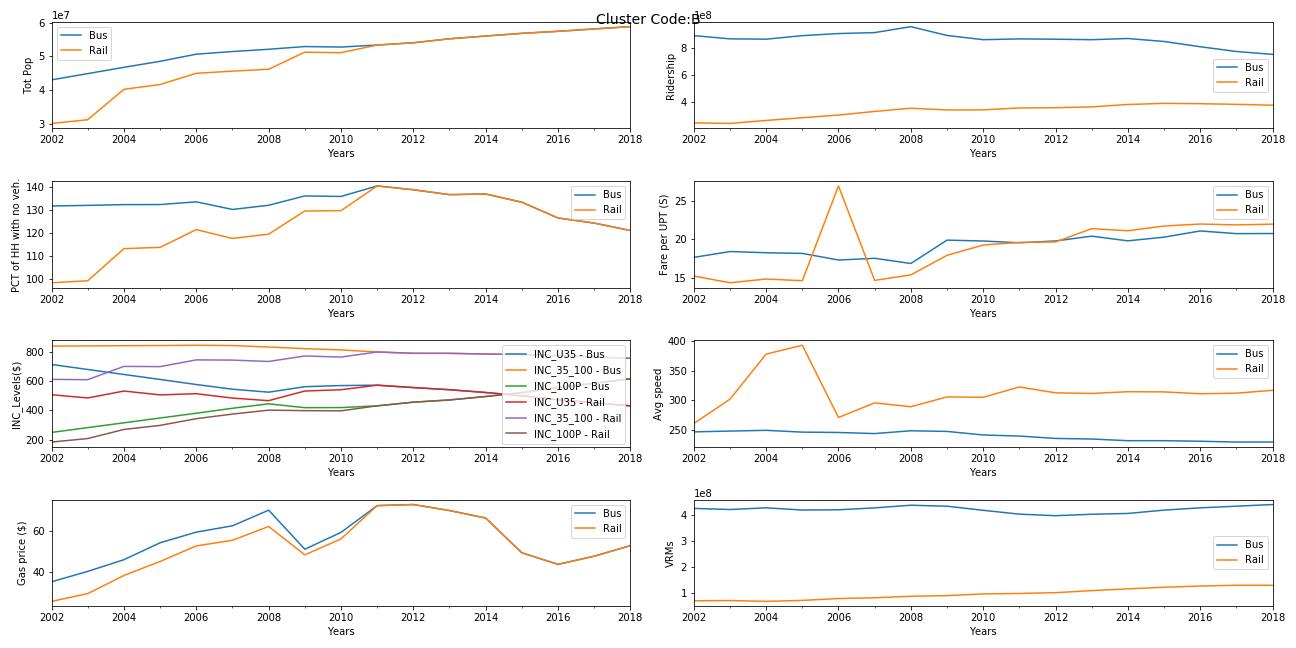 Cluster Code:B
1e7
6
5
4
3
Tot Pop
Bus
Rail
2002 2004 2006 2008 2010 2012 2014 2016 2018
Years
1e8
8
6
4
Ridership
Bus
Rail
2002 2004 2006 2008 2010 2012 2014 2016 2018
Years
140
130
120
110
100
PCT of HH with no veh.
Bus
Rail
2002 2004 2006 2008 2010 2012 2014 2016 2018
Years
25
20
15
Fare per UPT ($)
Bus
Rail
2002 2004 2006 2008 2010 2012 2014 2016 2018
Years
800
600
400
200
INC_Levels($)
INC_U35 - Bus
INC_35_100 - Bus
INC_100P - Bus
INC_U35 - Rail
INC_35_100 - Rail
INC_100P - Rail
2002 2004 2006 2008 2010 2012 2014 2016 2018
Years
400
350
300
250
Avg speed
Bus
Rail
2002 2004 2006 2008 2010 2012 2014 2016 2018
Years
60
40
Gas price ($)
Bus
Rail
2002 2004 2006 2008 2010 2012 2014 2016 2018
Years
1e8
4
3
2
1
VRMs
Bus
Rail
2002 2004 2006 2008 2010 2012 2014 2016 2018
Years